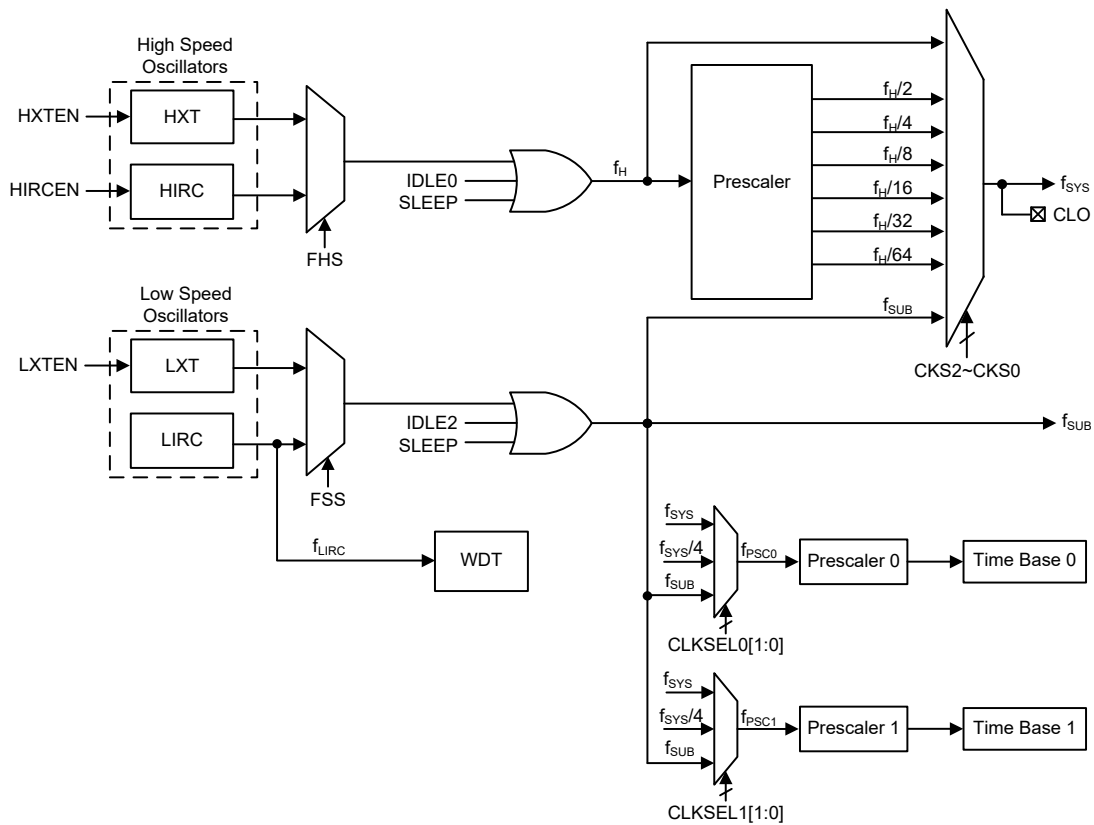 High Speed
Oscillators
HXTEN
HXT
HIRCEN
HIRC
FHS
IDLE0
SLEEP
fH
Prescaler
fH/2
fH/4
fH/8
fH/16
fH/32
fH/64
fSUB
CKS2~CKS0
fSYS
CLO
Low Speed
Oscillators
LXTEN
LXT
LIRC
FSS
IDLE2
SLEEP
fSUB
fLIRC
WDT
fSYS
fSYS/4
fSUB
fPSC0
Prescaler 0
Time Base 0
CLKSEL0[1:0]
fSYS
fSYS/4
fSUB
fPSC1
Prescaler 1
Time Base 1
CLKSEL1[1:0]